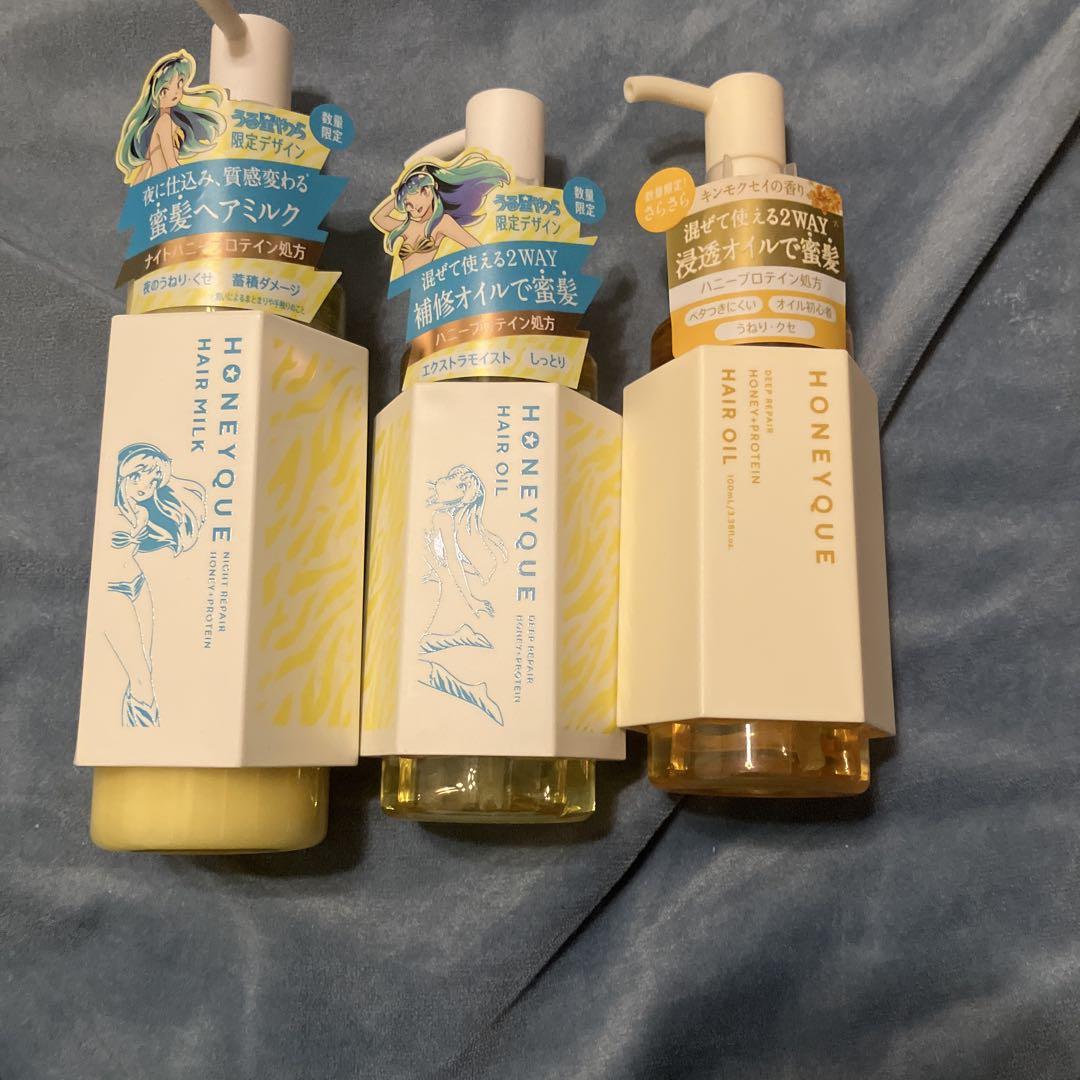 うる星やつら
限定デザイン
数量
限定
夜に仕込み、質感変わる
蜜髪ヘアミルク
ナイトハニープロテイン処方
夜のうねり・くせ 蓄積ダメージ
HONEYQUE
HAIR MILK
NIGHT REPAIR
HONEY+PROTEIN
うる星やつら
限定デザイン
数量
限定
混ぜて使える2WAY
補修オイルで蜜髪
ハニープロテイン処方
エクストラモイスト / しっとり
HONEYQUE
HAIR OIL
DEEP REPAIR
HONEY+PROTEIN
数量限定!
さらさら
キンモクセイの香り
混ぜて使える2WAY
浸透オイルで蜜髪
ハニープロテイン処方
ベタつきにくい オイル初心者
うねり・クセ
HONEYQUE
DEEP REPAIR
HONEY+PROTEIN
HAIR OIL 100mL/3.38fl.oz.